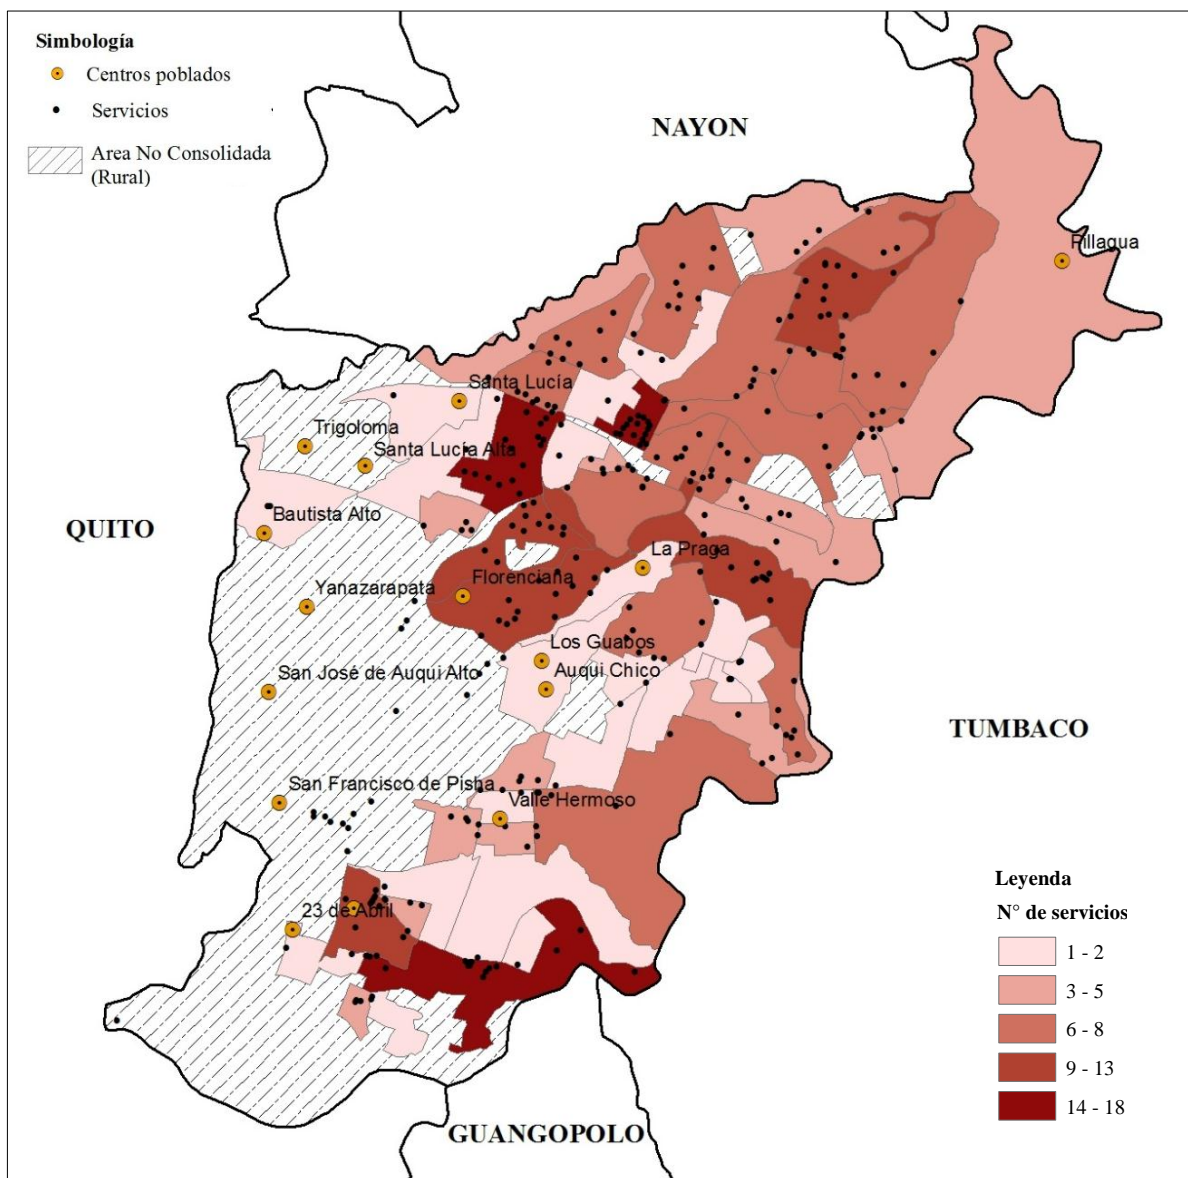 Simbología
Centros poblados
Servicios
Area No Consolidada
(Rural)
NAYON
Pillagua
Santa Lucía
Trigoloma
Santa Lucía Alta
QUITO
Bautista Alto
La Praga
Yanazarapata
Florenciana
Los Guabos
San José de Auqui Alto
Auqui Chico
TUMBACO
San Francisco de Pisha
Valle Hermoso
23 de Abril
Leyenda
N° de servicios
1 - 2
3 - 5
6 - 8
9 - 13
14 - 18
GUANGOPOLO